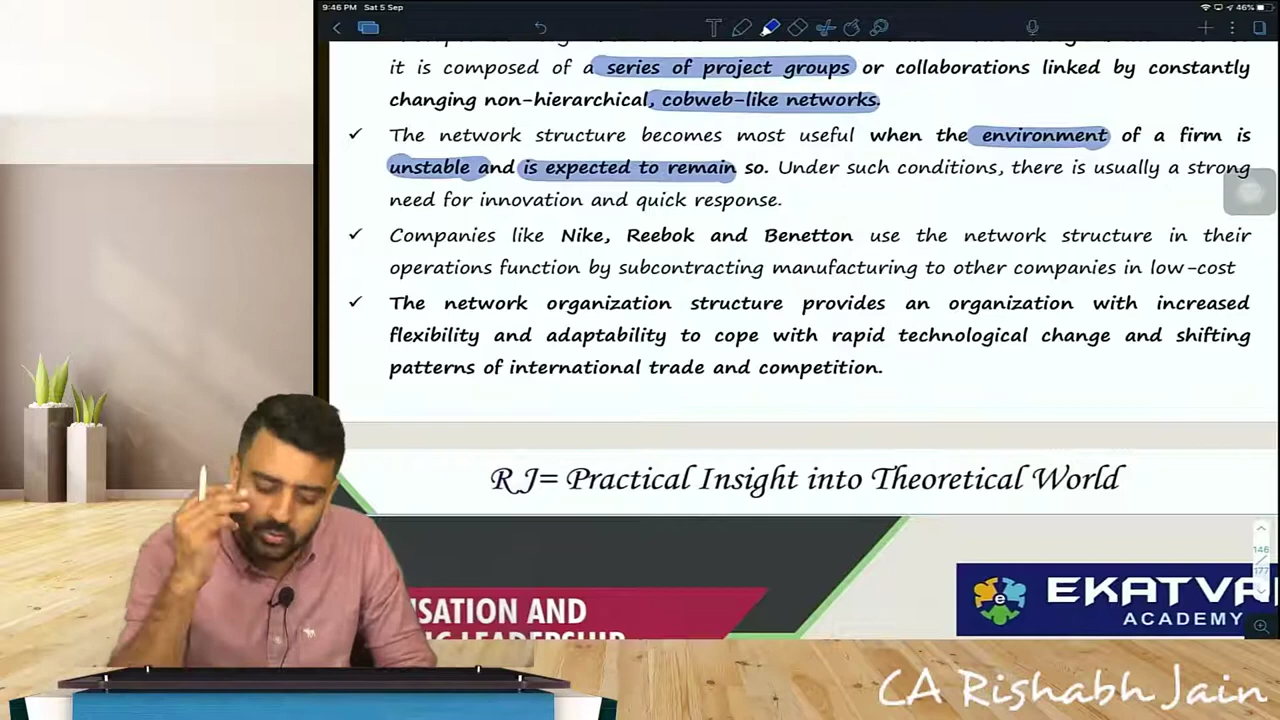 9:46 PM Sat 5 Sep
46%
it is composed of a series of project groups or collaborations linked by constantly
changing non-hierarchical, cobweb-like networks.
✓ The network structure becomes most useful when the environment of a firm is
unstable and is expected to remain so. Under such conditions, there is usually a strong
need for innovation and quick response.
✓ Companies like Nike, Reebok and Benetton use the network structure in their
operations function by subcontracting manufacturing to other companies in low-cost
✓ The network organization structure provides an organization with increased
flexibility and adaptability to cope with rapid technological change and shifting
patterns of international trade and competition.
R J= Practical Insight into Theoretical World
146
177
EKATVA
ACADEMY
ISATION AND
LEADERSHIP
CA Rishabh Jain